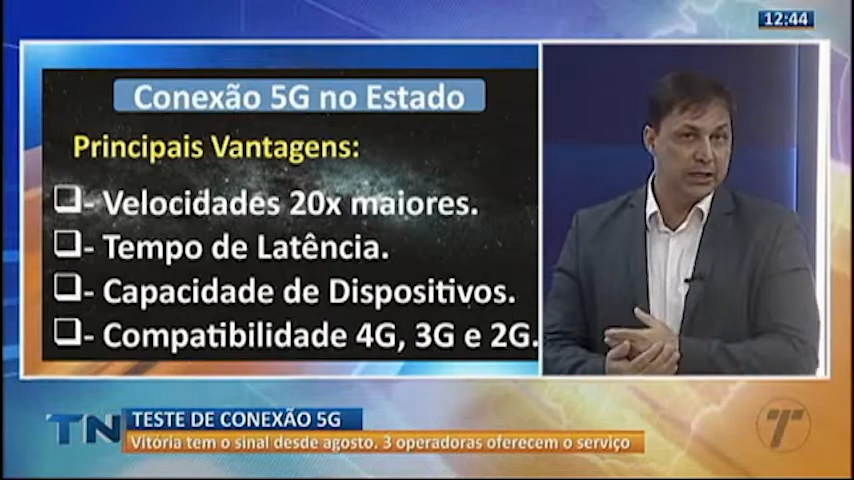 12:44
Conexão 5G no Estado
Principais Vantagens:
- Velocidades 20x maiores.
- Tempo de Latência.
- Capacidade de Dispositivos.
- Compatibilidade 4G, 3G e 2G.
TN
TESTE DE CONEXÃO 5G
Vitória tem o sinal desde agosto. 3 operadoras oferecem o serviço
T